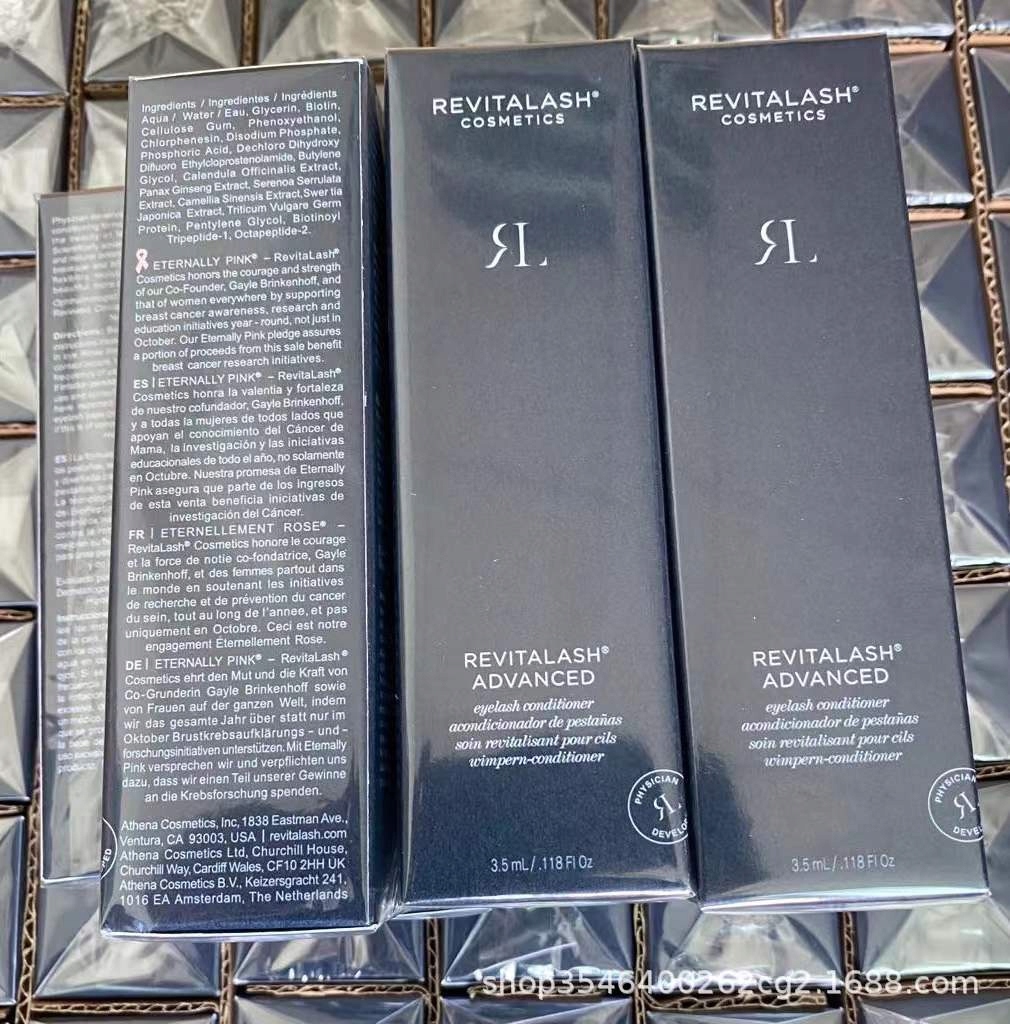 Ingredients / Ingredientes / Ingrédients
Aqua / Water / Eau, Glycerin, Biotin,
Cellulose Gum, Phenoxyethanol,
Chlorphenesin, Disodium Phosphate,
Phosphoric Acid, Dechloro Dihydroxy
Difluoro Ethylcloprostenolamide, Butylene
Glycol, Calendula Officinalis Extract,
Panax Ginseng Extract, Serenoa Serrulata
Extract, Camellia Sinensis Extract,Swer tia
Japonica Extract, Triticum Vulgare Germ
Protein, Pentylene Glycol, Biotinoyl
Tripeptide-1, Octapeptide-2.
ETERNALLY PINK® – RevitaLash®
Cosmetics honors the courage and strength
of our Co-Founder, Gayle Brinkenhoff, and
that of women everywhere by supporting
breast cancer awareness, research and
education initiatives year - round, not just in
October. Our Eternally Pink pledge assures
a portion of proceeds from this sale benefit
breast cancer research initiatives.
ES | ETERNALLY PINK® – RevitaLash®
Cosmetics honra la valentia y fortaleza
de nuestro cofundador, Gayle Brinkenhoff,
y a todas la mujeres de todos lados que
apoyan el conocimiento del Cáncer de
Mama, la investigación y las iniciativas
educacionales de todo el año, no solamente
en Octubre. Nuestra promesa de Eternally
Pink asegura que parte de los ingresos
de esta venta beneficia iniciativas de
investigación del Cáncer.
FR | ETERNELLEMENT ROSE® –
RevitaLash® Cosmetics honore le courage
et la force de notie co-fondatrice, Gayle
Brinkenhoff, et des femmes partout dans
le monde en soutenant les initiatives
de recherche et de prévention du cancer
du sein, tout au long de l'annee, et pas
uniquement en Octobre. Ceci est notre
engagement Éternellement Rose.
DE | ETERNALLY PINK® – RevitaLash®
Cosmetics ehrt den Mut und die Kraft von
Co-Grunderin Gayle Brinkenhoff sowie
von Frauen auf der ganzen Welt, indem
wir das gesamte Jahr über statt nur im
Oktober Brustkrebsaufklärungs - und -
forschungsinitiativen unterstützen. Mit Eternally
Pink versprechen wir und verpflichten uns
dazu, dass wir einen Teil unserer Gewinne
an die Krebsforschung spenden.
Athena Cosmetics, Inc, 1838 Eastman Ave.,
Ventura, CA 93003, USA | revitalash.com
Athena Cosmetics Ltd, Churchill House,
Churchill Way, Cardiff Wales, CF10 2HH UK
Athena Cosmetics B.V., Keizersgracht 241,
1016 EA Amsterdam, The Netherlands
REVITALASH®
COSMETICS
RL.
REVITALASH®
ADVANCED
eyelash conditioner
acondicionador de pestañas
soin revitalisant pour cils
wimpern-conditioner
PHYSICIAN
RL
DEVELO
3.5 mL / .118 Fl Oz
REVITALASH®
COSMETICS
RL.
REVITALASH®
ADVANCED
eyelash conditioner
acondicionador de pestañas
soin revitalisant pour cils
wimpern-conditioner
PHYSICIAN
RL
DEVE
3.5 mL / .118 Fl Oz
shop3546400262cg2.1688.com